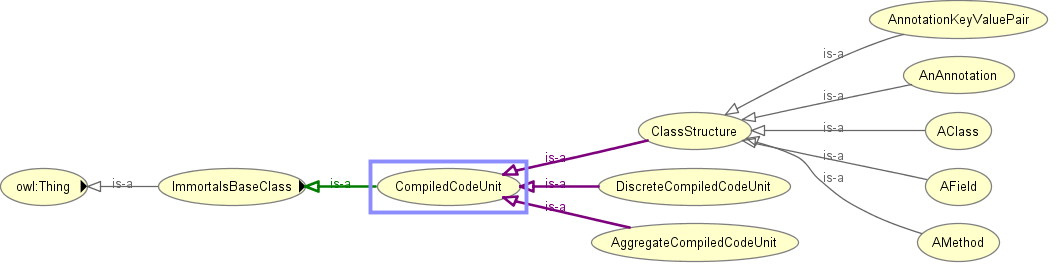 AnnotationKeyValuePair
is-a
AnAnnotation
is-a
ClassStructure
is-a
AClass
is-a
is-a
owl:Thing
is-a
ImmortalsBaseClass
is-a
CompiledCodeUnit
is-a
DiscreteCompiledCodeUnit
is-a
AField
is-a
AggregateCompiledCodeUnit
AMethod